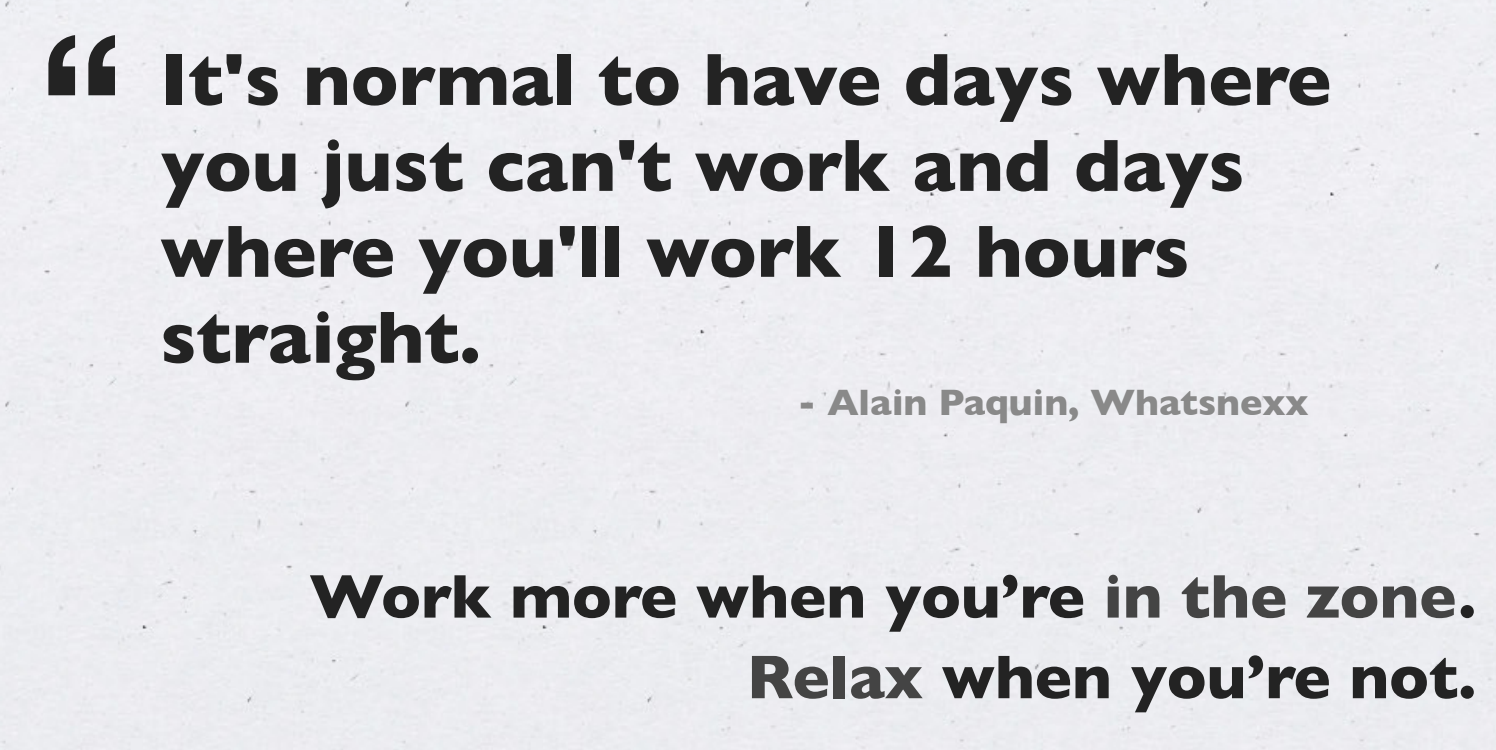 “ It's normal to have days where
you just can't work and days
where you'll work 12 hours
straight.
- Alain Paquin, Whatsnexx
Work more when you’re in the zone.
Relax when you’re not.